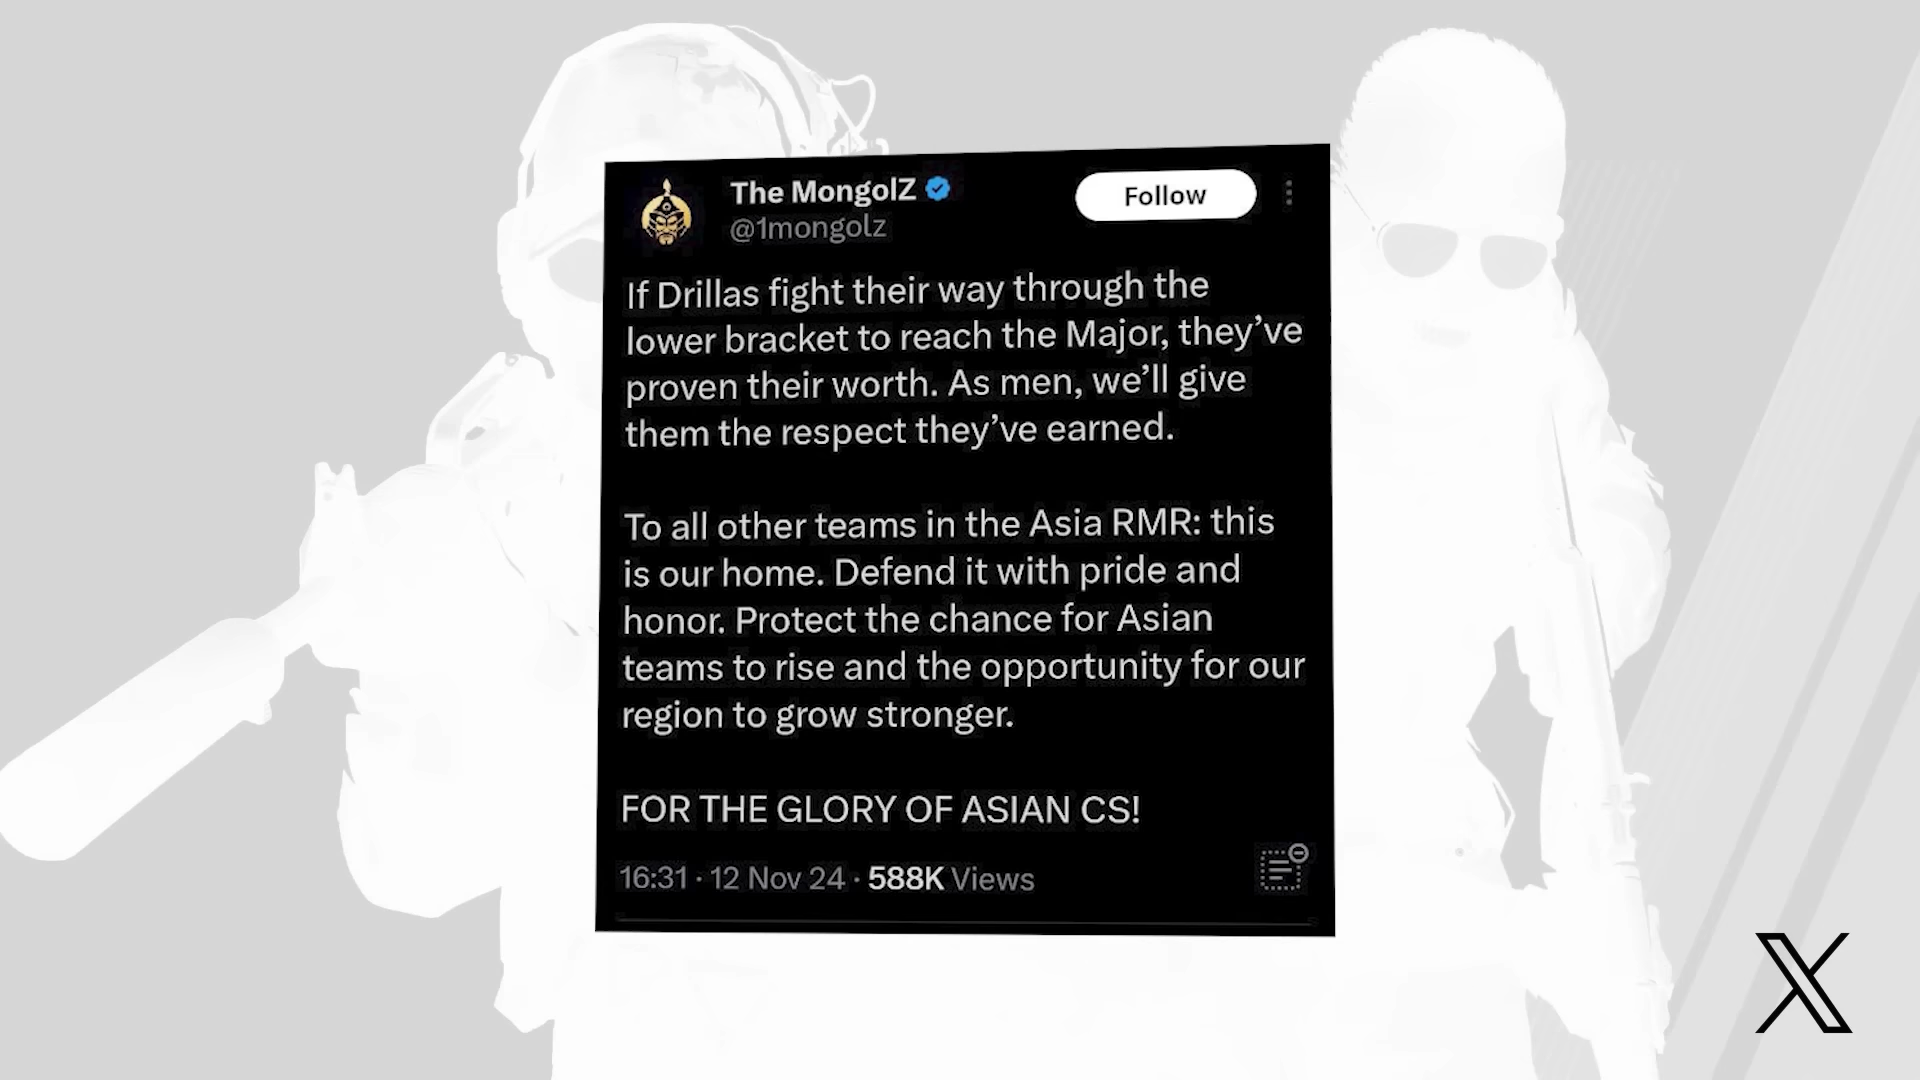 The MongolZ
@1mongolz
Follow
If Drillas fight their way through the
lower bracket to reach the Major, they’ve
proven their worth. As men, we’ll give
them the respect they’ve earned.
To all other teams in the Asia RMR: this
is our home. Defend it with pride and
honor. Protect the chance for Asian
teams to rise and the opportunity for our
region to grow stronger.
FOR THE GLORY OF ASIAN CS!
16:31 · 12 Nov 24 · 588K Views